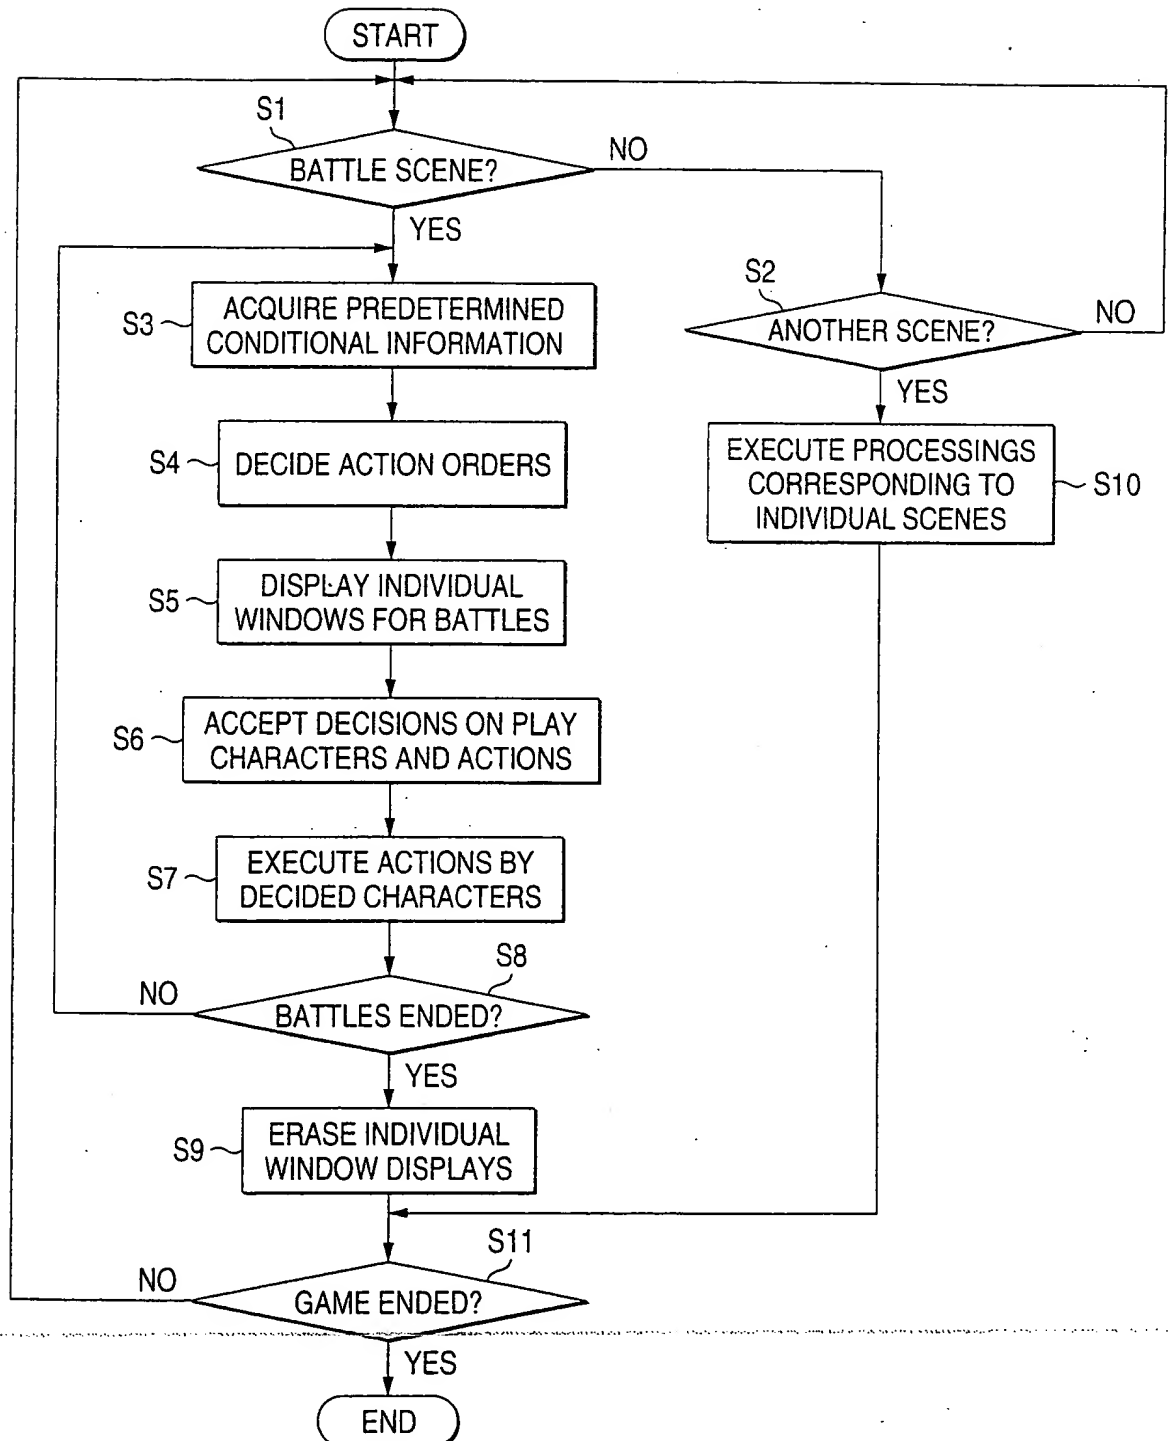 START
S1
BATTLE SCENE?
NO
YES
S2
ANOTHER SCENE?
NO
YES
S3
ACQUIRE PREDETERMINED
CONDITIONAL INFORMATION
S4
DECIDE ACTION ORDERS
EXECUTE PROCESSINGS
CORRESPONDING TO
INDIVIDUAL SCENES
S10
S5
DISPLAY INDIVIDUAL
WINDOWS FOR BATTLES
S6
ACCEPT DECISIONS ON PLAY
CHARACTERS AND ACTIONS
S7
EXECUTE ACTIONS BY
DECIDED CHARACTERS
S8
BATTLES ENDED?
NO
YES
S9
ERASE INDIVIDUAL
WINDOW DISPLAYS
S11
GAME ENDED?
NO
YES
END